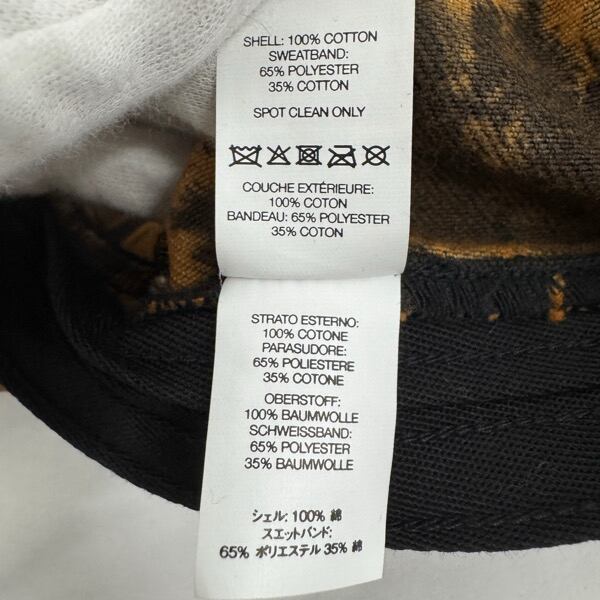 SHELL: 100% COTTON
SWEATBAND:
65% POLYESTER
35% COTTON
SPOT CLEAN ONLY
COUCHE EXTÉRIEURE:
100% COTON
BANDEAU: 65% POLYESTER
35% COTON
STRATO ESTERNO:
100% COTONE
PARASUDORE:
65% POLIESTERE
35% COTONE
OBERSTOFF:
100% BAUMWOLLE
SCHWEISSBAND:
65% POLYESTER
35% BAUMWOLLE
シェル: 100% 綿
スエットバンド:
65% ポリエステル 35% 綿